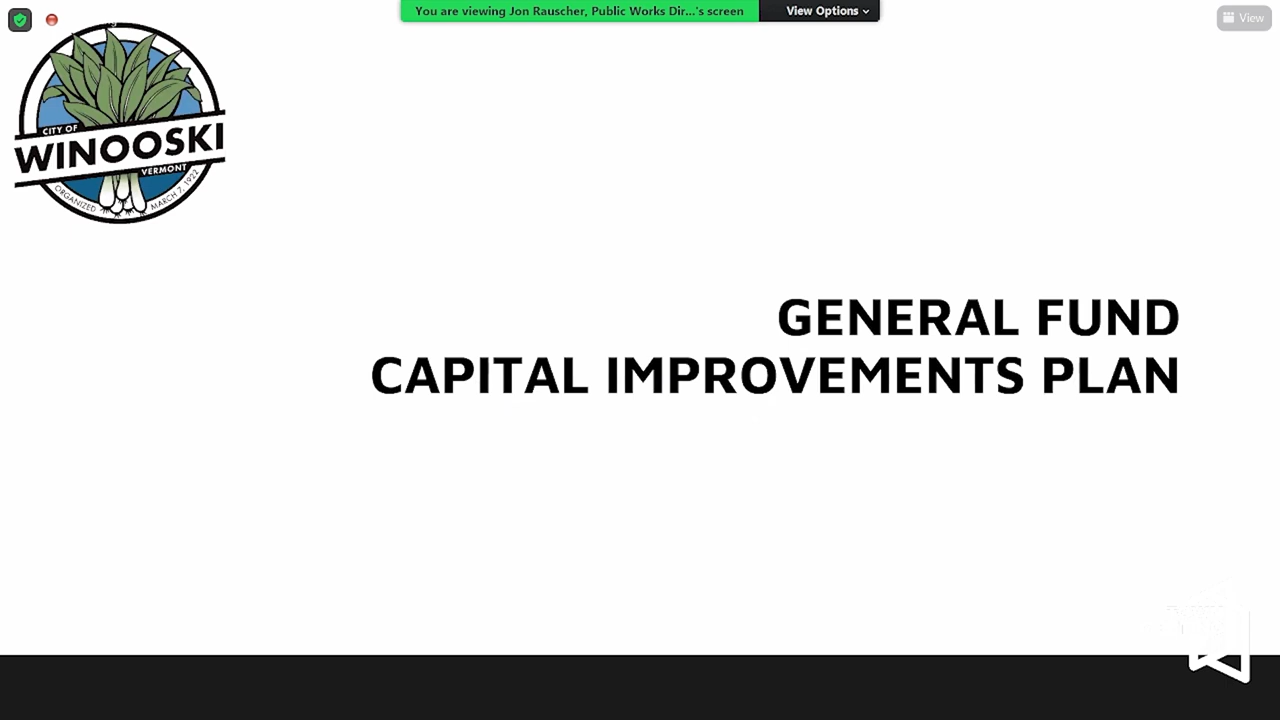 You are viewing Jon Rauscher, Public Works Dir...'s screen
View Options
View
CITY OF
WINOOSKI
VERMONT
ORGANIZED MARCH 7, 1922
GENERAL FUND
CAPITAL IMPROVEMENTS PLAN